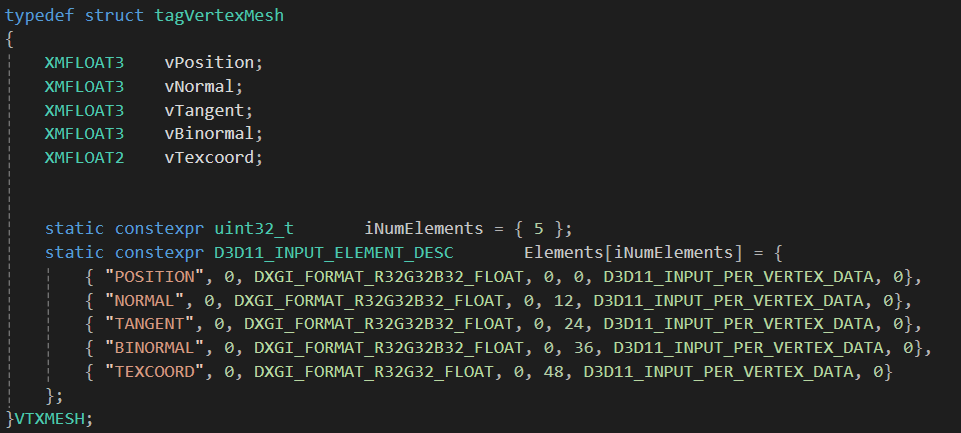 typedef struct tagVertexMesh
{
XMFLOAT3 vPosition;
XMFLOAT3 vNormal;
XMFLOAT3 vTangent;
XMFLOAT3 vBinormal;
XMFLOAT2 vTexcoord;
static constexpr uint32_t iNumElements = { 5 };
static constexpr D3D11_INPUT_ELEMENT_DESC Elements[iNumElements] = {
{ "POSITION", 0, DXGI_FORMAT_R32G32B32_FLOAT, 0, 0, D3D11_INPUT_PER_VERTEX_DATA, 0},
{ "NORMAL", 0, DXGI_FORMAT_R32G32B32_FLOAT, 0, 12, D3D11_INPUT_PER_VERTEX_DATA, 0},
{ "TANGENT", 0, DXGI_FORMAT_R32G32B32_FLOAT, 0, 24, D3D11_INPUT_PER_VERTEX_DATA, 0},
{ "BINORMAL", 0, DXGI_FORMAT_R32G32B32_FLOAT, 0, 36, D3D11_INPUT_PER_VERTEX_DATA, 0},
{ "TEXCOORD", 0, DXGI_FORMAT_R32G32_FLOAT, 0, 48, D3D11_INPUT_PER_VERTEX_DATA, 0}
};
}VTXMESH;